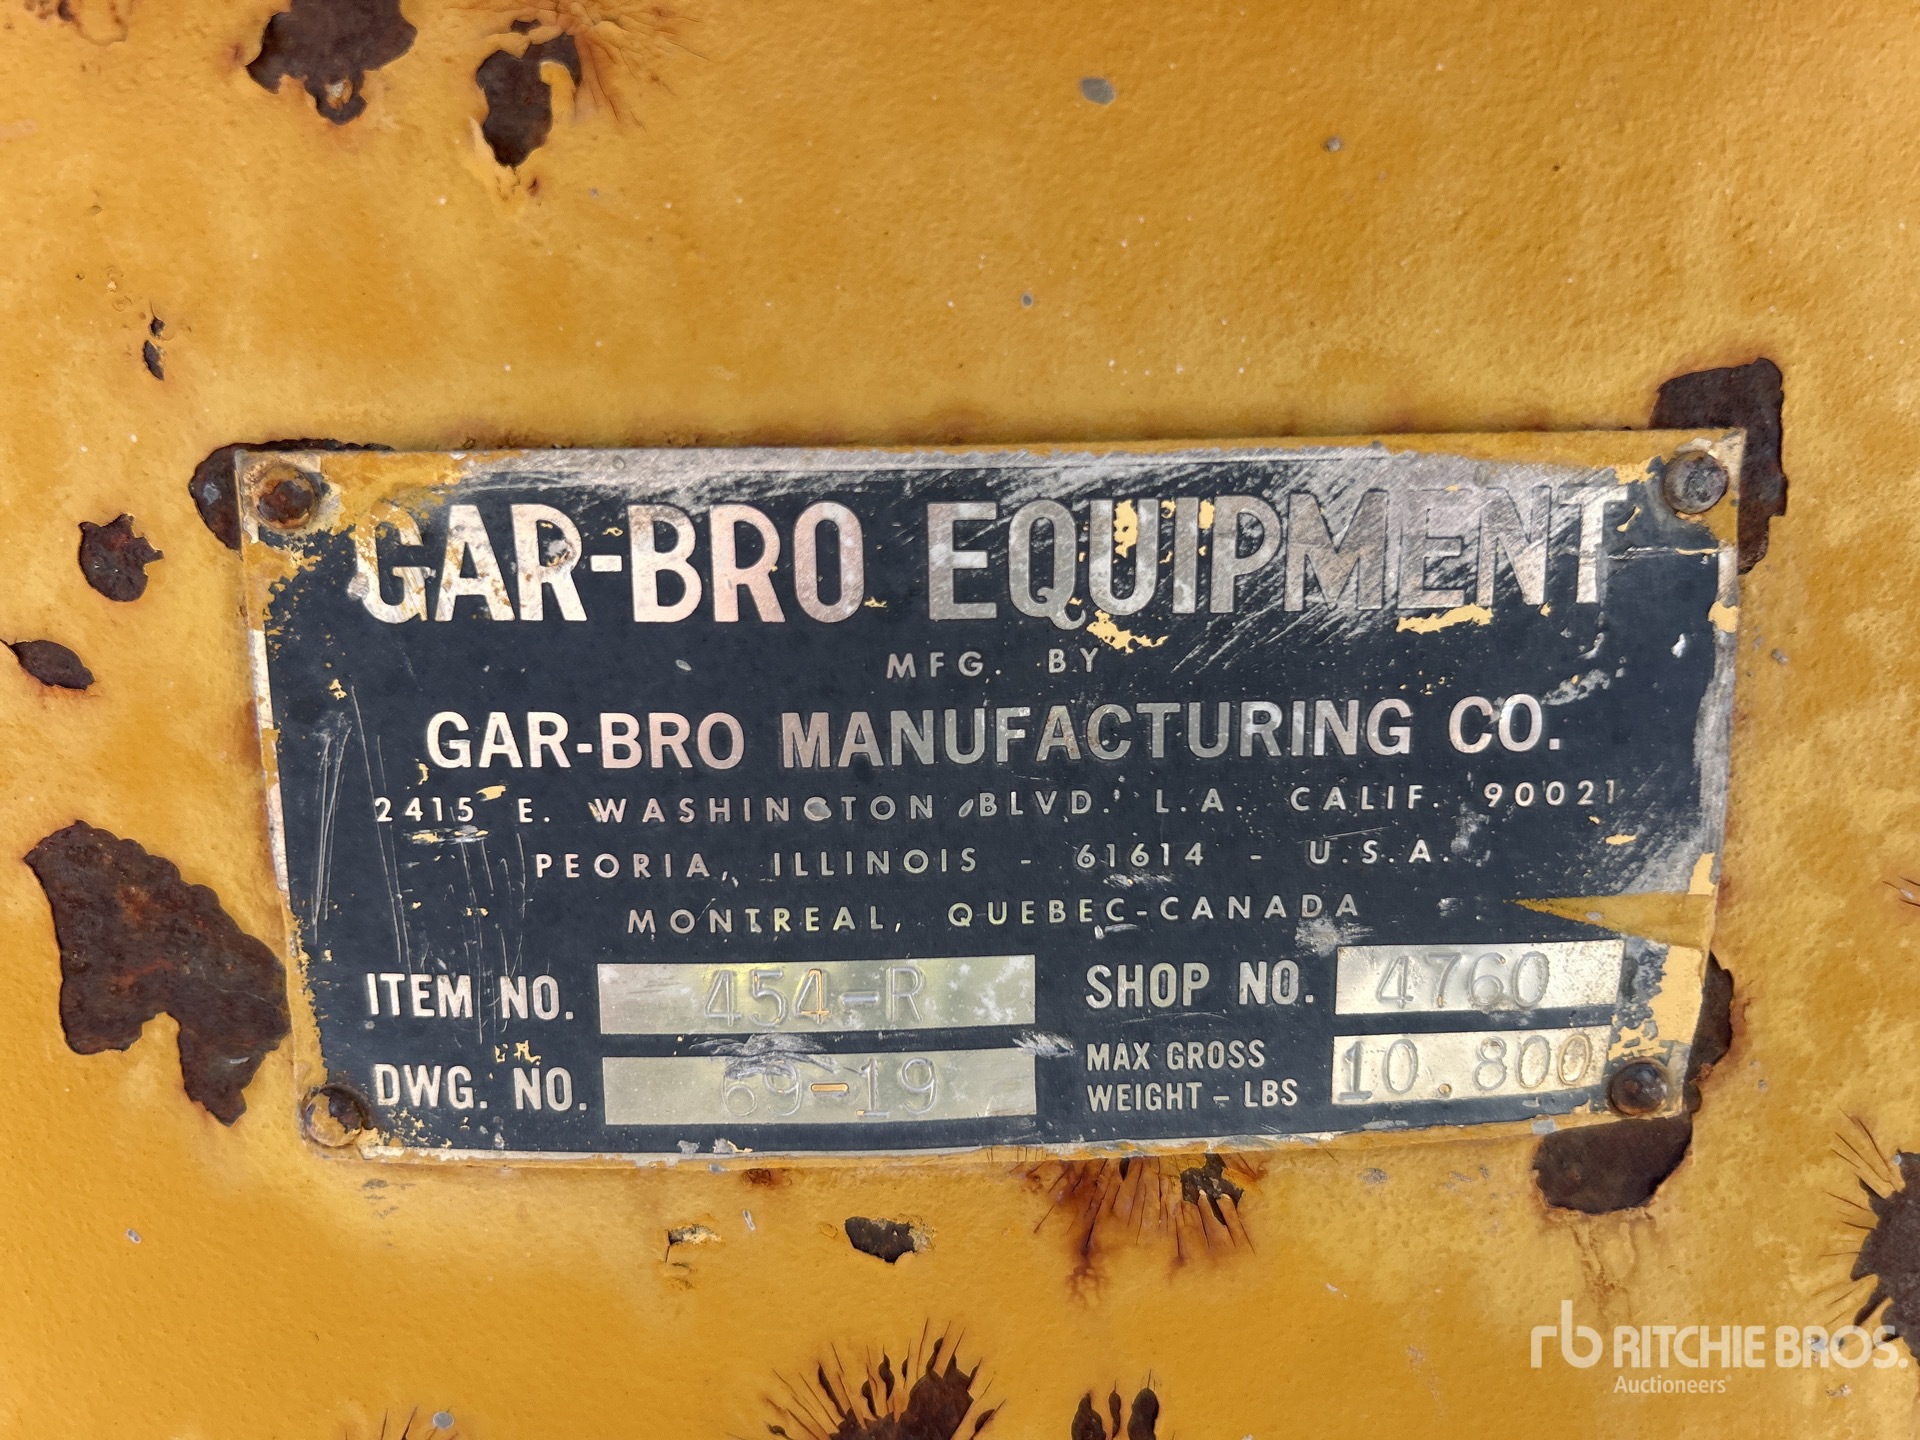 GAR-BRO EQUIPMENT
MFG. BY
GAR-BRO MANUFACTURING CO.
2415 E. WASHINGTON BLVD. L.A. CALIF. 90021
PEORIA, ILLINOIS - 61614 - U.S.A.
MONTREAL, QUEBEC-CANADA
ITEM NO. 454-R SHOP NO. 4760
DWG. NO. 69-19 MAX GROSS WEIGHT - LBS 10.800
rb RITCHIE BROS.
Auctioneers